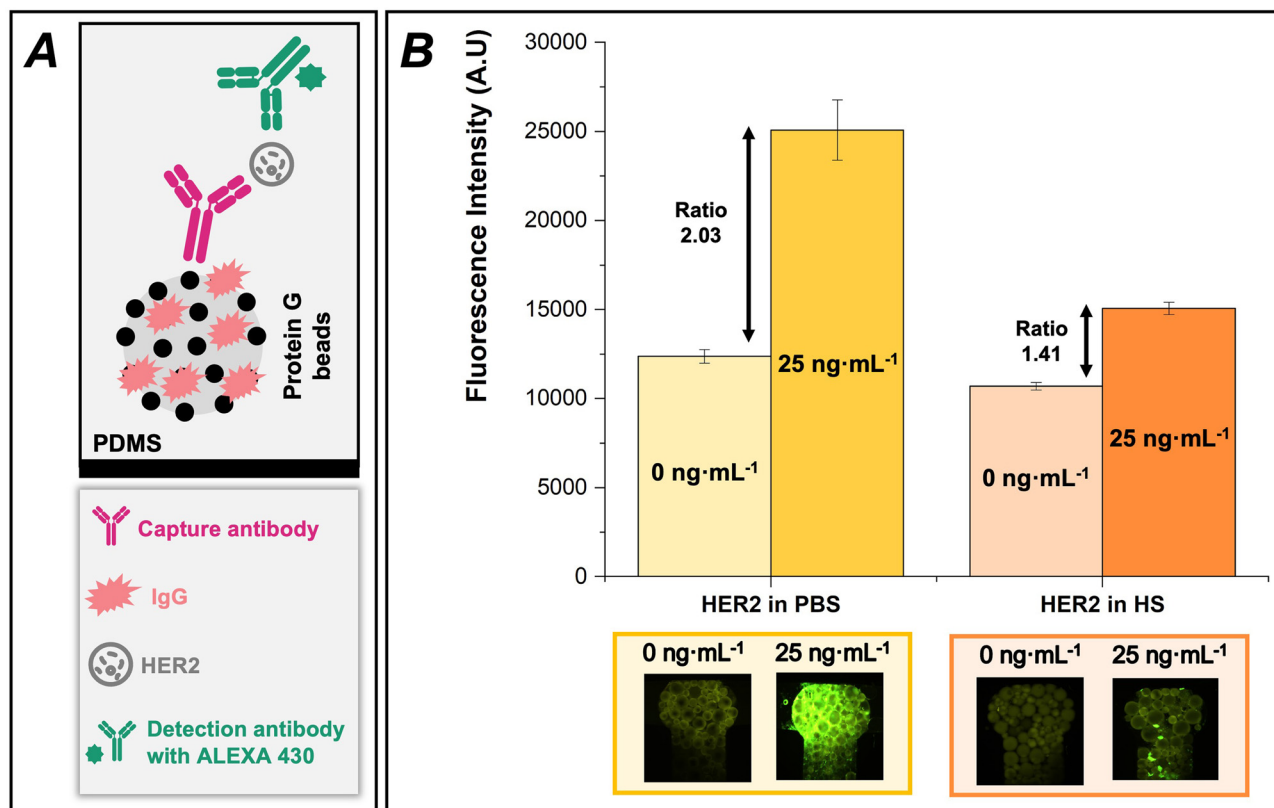 A
Protein G
beads
PDMS
Capture antibody
IgG
HER2
Detection antibody
with ALEXA 430
B
Fluorescence Intensity (A.U)
30000
25000
20000
15000
10000
5000
0
Ratio
2.03
25 ng·mL⁻¹
0 ng·mL⁻¹
Ratio
1.41
0 ng·mL⁻¹
25 ng·mL⁻¹
HER2 in PBS
HER2 in HS
0 ng·mL⁻¹ 25 ng·mL⁻¹
0 ng·mL⁻¹ 25 ng·mL⁻¹